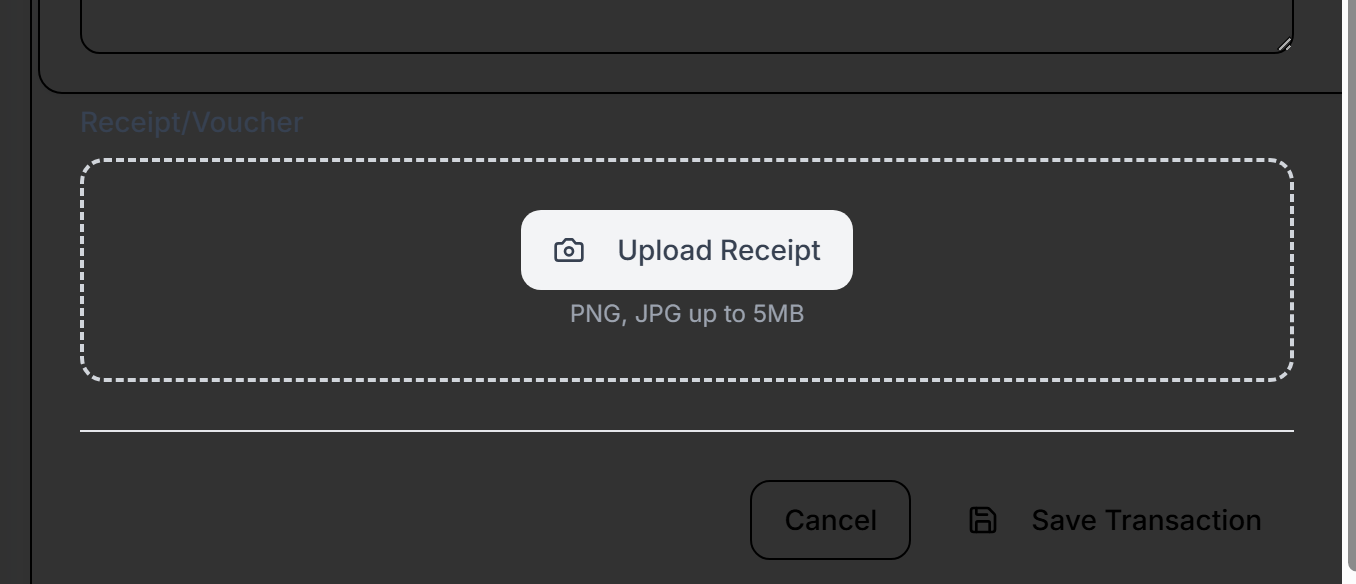 Receipt/Voucher
Upload Receipt
PNG, JPG up to 5MB
Cancel
Save Transaction